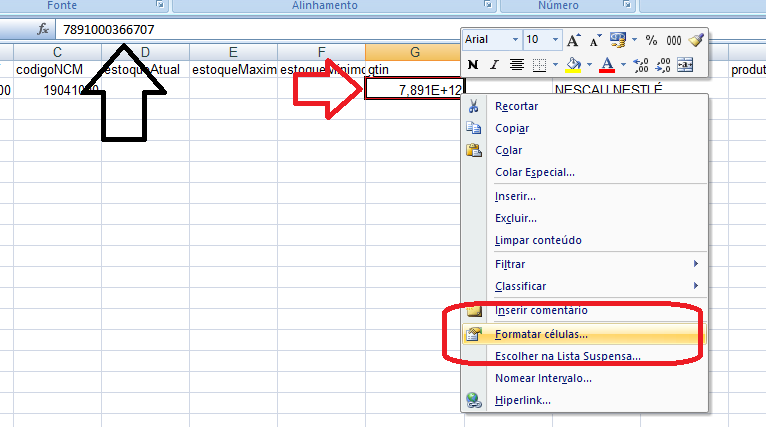 Fonte Alinhamento Número
fx 7891000366707
Arial 10 A A % 000
N I A
C D E F G
codigoNCM estoqueAtual estoqueMaxim estoqueMinimo gtin produt
00 7,891E+12 NESCAU NESTLÉ
Recortar
Copiar
Colar
Colar Especial...
Inserir...
Excluir...
Limpar conteúdo
Filtrar
Classificar
Inserir comentário
Formatar células...
Escolher na Lista Suspensa...
Nomear Intervalo...
Hiperlink...